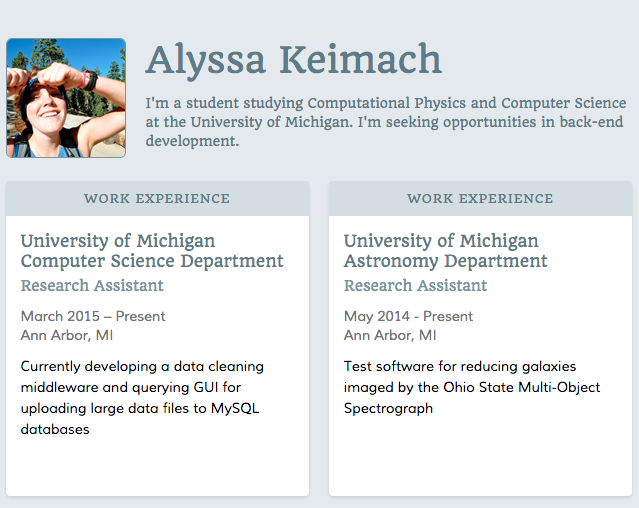 Alyssa Keimach
I'm a student studying Computational Physics and Computer Science
at the University of Michigan. I'm seeking opportunities in back-end
development.
WORK EXPERIENCE
University of Michigan
Computer Science Department
Research Assistant
March 2015 – Present
Ann Arbor, MI
Currently developing a data cleaning
middleware and querying GUI for
uploading large data files to MySQL
databases
WORK EXPERIENCE
University of Michigan
Astronomy Department
Research Assistant
May 2014 - Present
Ann Arbor, MI
Test software for reducing galaxies
imaged by the Ohio State Multi-Object
Spectrograph